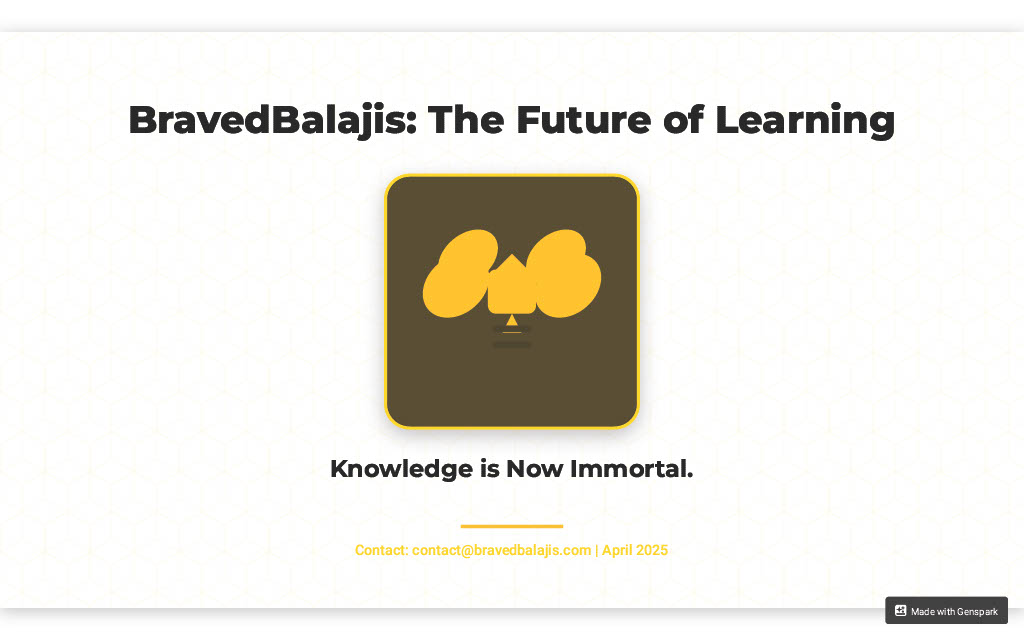 BravedBalajis: The Future of Learning
Knowledge is Now Immortal.
Contact: contact@bravedbalajis.com | April 2025
Made with Genspark